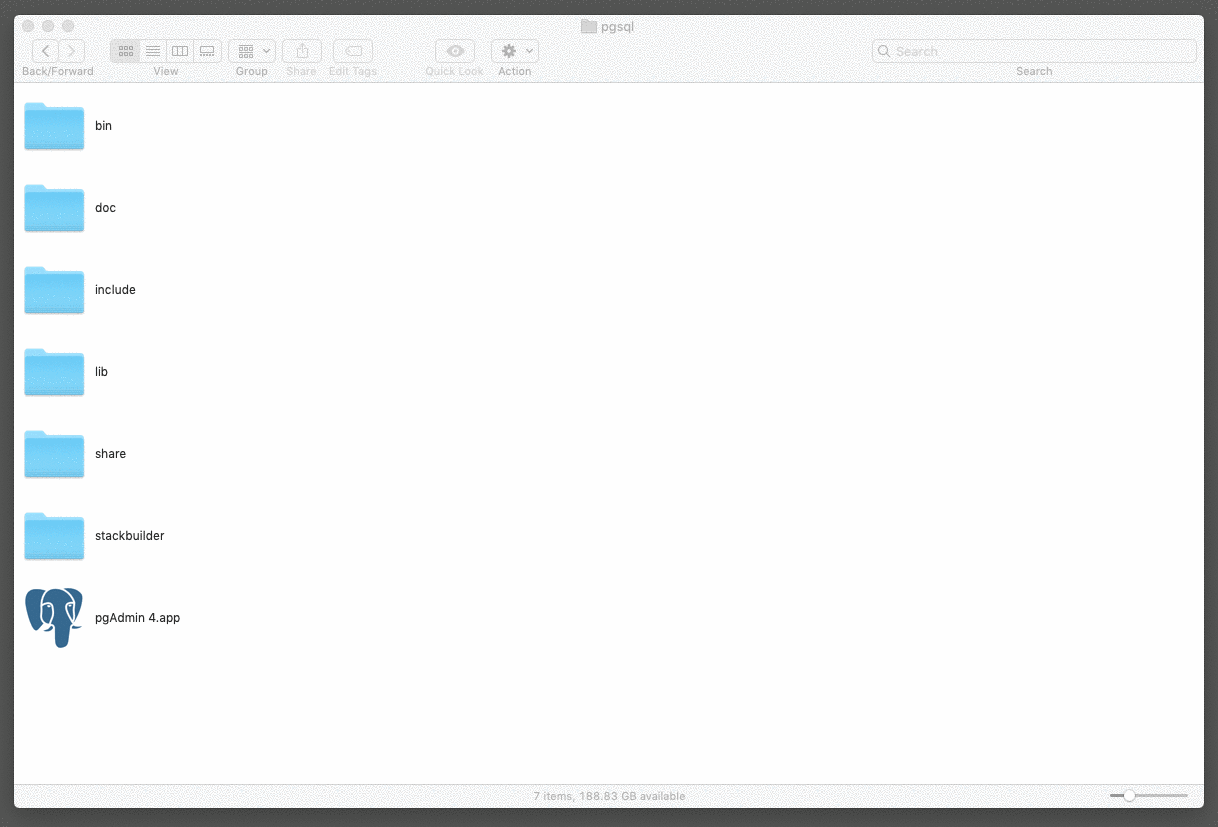 pgsql
Search
Back/Forward View Group Share Edit Tags Quick Look Action Search
bin
doc
include
lib
share
stackbuilder
pgAdmin 4.app
7 items, 188.83 GB available